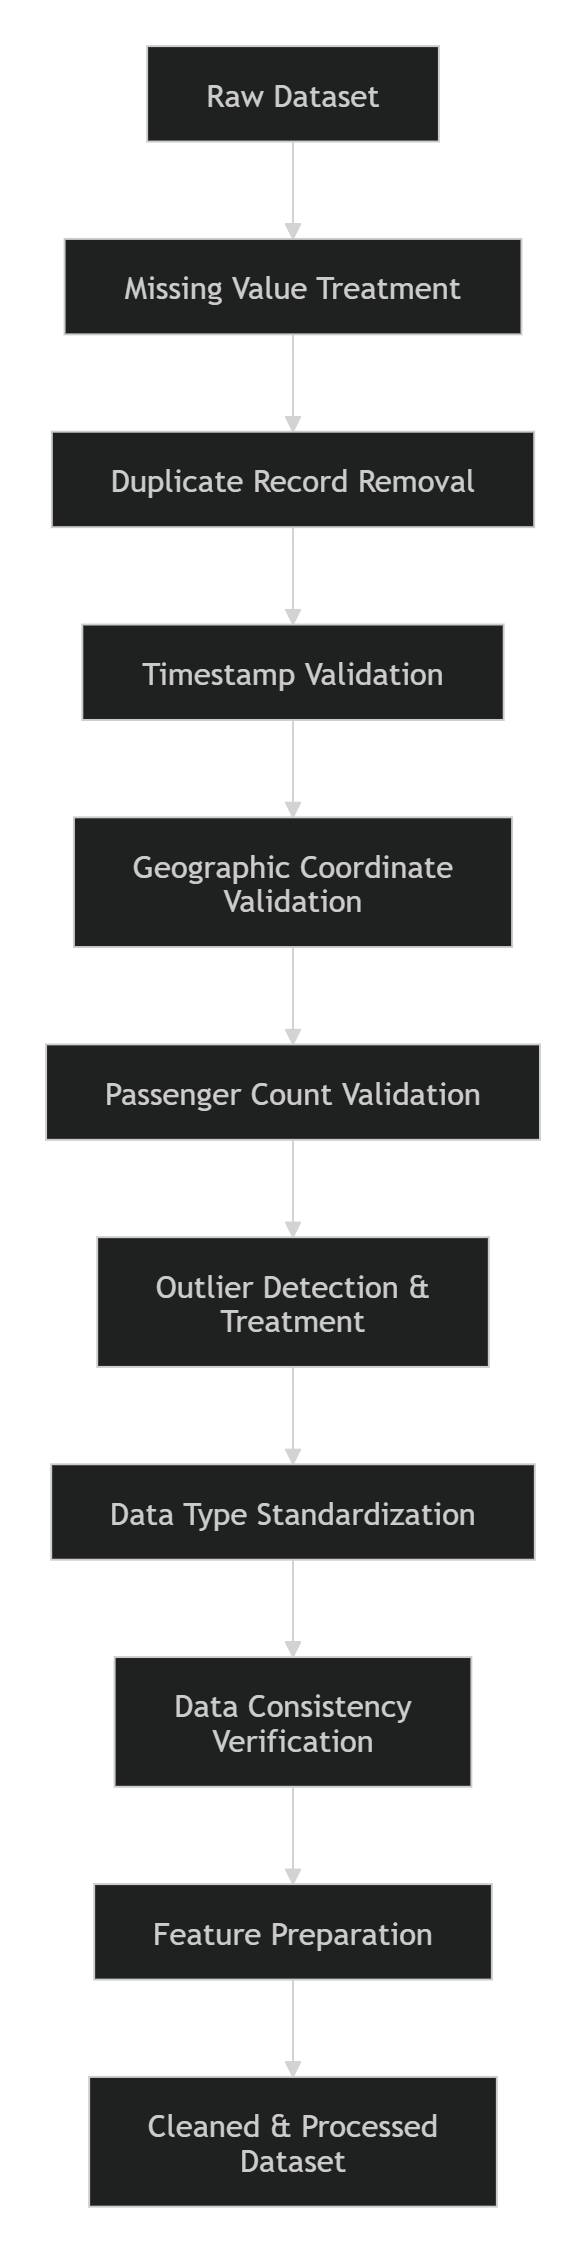 Raw Dataset
Missing Value Treatment
Duplicate Record Removal
Timestamp Validation
Geographic Coordinate
Validation
Passenger Count Validation
Outlier Detection &
Treatment
Data Type Standardization
Data Consistency
Verification
Feature Preparation
Cleaned & Processed
Dataset